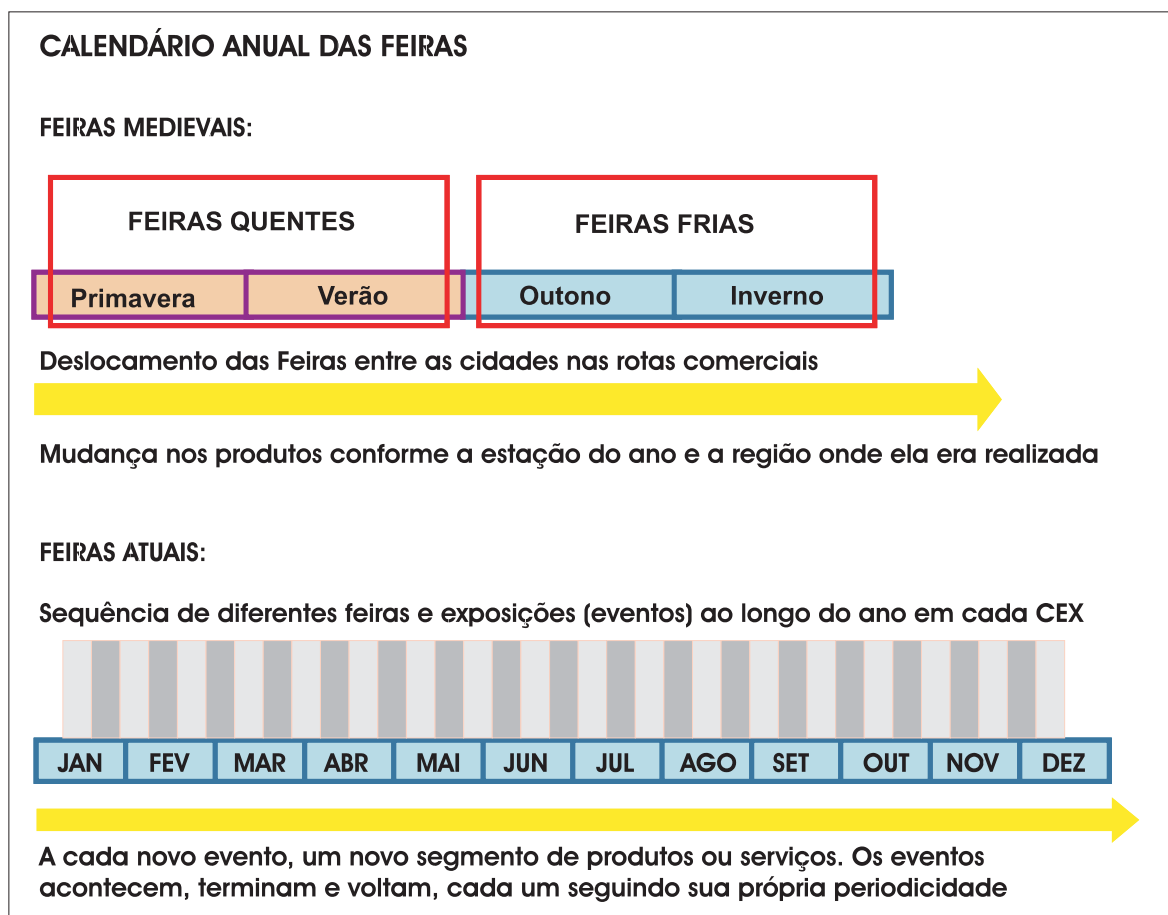 CALENDÁRIO ANUAL DAS FEIRAS
FEIRAS MEDIEVAIS:
FEIRAS QUENTES
FEIRAS FRIAS
Primavera
Verão
Outono
Inverno
Deslocamento das Feiras entre as cidades nas rotas comerciais
Mudança nos produtos conforme a estação do ano e a região onde ela era realizada
FEIRAS ATUAIS:
Sequência de diferentes feiras e exposições (eventos) ao longo do ano em cada CEX
JAN FEV MAR ABR MAI JUN JUL AGO SET OUT NOV DEZ
A cada novo evento, um novo segmento de produtos ou serviços. Os eventos
acontecem, terminam e voltam, cada um seguindo sua própria periodicidade